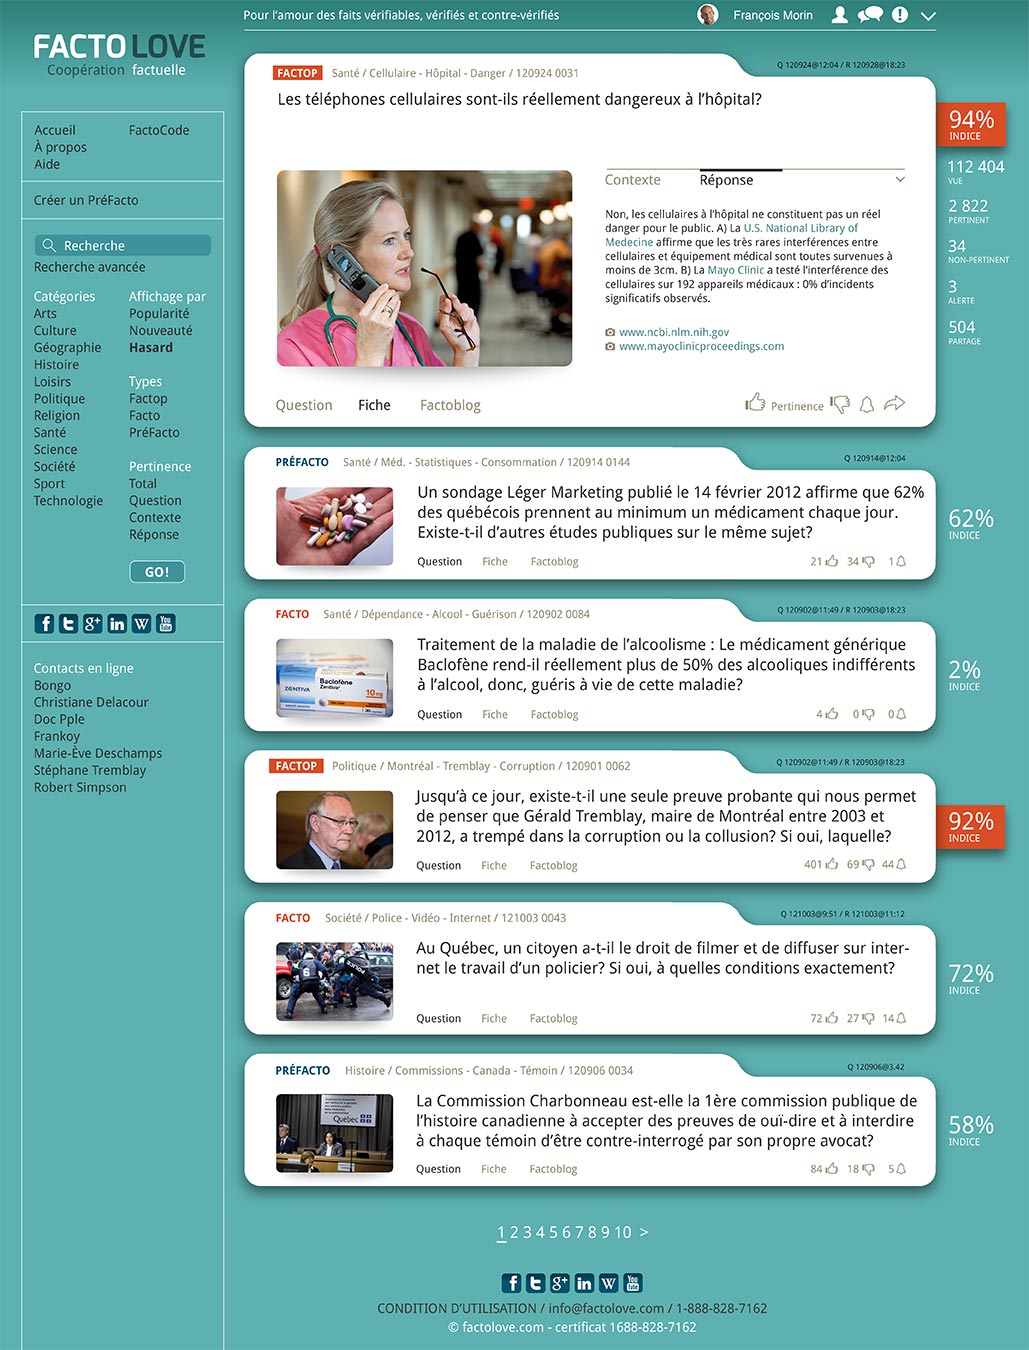 Pour l’amour des faits vérifiables, vérifiés et contre-vérifiés
François Morin
FACTO LOVE
Coopération factuelle
Accueil
À propos
Aide
FactoCode
Créer un PréFacto
Recherche
Recherche avancée
Catégories
Arts
Culture
Géographie
Histoire
Loisirs
Politique
Religion
Santé
Science
Société
Sport
Technologie
Affichage par
Popularité
Nouveauté
Hasard
Types
Factop
Facto
PréFacto
Pertinence
Total
Question
Contexte
Réponse
GO!
Contacts en ligne
Bongo
Christiane Delacour
Doc Pple
Frankoy
Marie-Ève Deschamps
Stéphane Tremblay
Robert Simpson
FACTOP Santé / Cellulaire - Hôpital - Danger / 120924 0031
Q 120924@12:04 / R 120928@18:23
Les téléphones cellulaires sont-ils réellement dangereux à l’hôpital?
Contexte Réponse
Non, les cellulaires à l’hôpital ne constituent pas un réel
danger pour le public. A) La U.S. National Library of
Medecine affirme que les très rares interférences entre
cellulaires et équipement médical sont toutes survenues à
moins de 3cm. B) La Mayo Clinic a testé l’interférence des
cellulaires sur 192 appareils médicaux : 0% d’incidents
significatifs observés.
www.ncbi.nlm.nih.gov
www.mayoclinicproceedings.com
Question Fiche Factoblog
Pertinence
94%
INDICE
112 404
VUE
2 822
PERTINENT
34
NON-PERTINENT
3
ALERTE
504
PARTAGE
PRÉFACTO Santé / Méd. - Statistiques - Consommation / 120914 0144
Q 120914@12:04
Un sondage Léger Marketing publié le 14 février 2012 affirme que 62%
des québécois prennent au minimum un médicament chaque jour.
Existe-t-il d’autres études publiques sur le même sujet?
Question Fiche Factoblog
21 34 1
62%
INDICE
FACTO Santé / Dépendance - Alcool - Guérison / 120902 0084
Q 120902@11:49 / R 120903@18:23
Baclofène
Zentiva
10mg
ZENTIVA
Traitement de la maladie de l’alcoolisme : Le médicament générique
Baclofène rend-il réellement plus de 50% des alcooliques indifférents
à l’alcool, donc, guéris à vie de cette maladie?
Question Fiche Factoblog
4 0 0
2%
INDICE
FACTOP Politique / Montréal - Tremblay - Corruption / 120901 0062
Q 120902@11:49 / R 120903@18:23
Jusqu’à ce jour, existe-t-il une seule preuve probante qui nous permet
de penser que Gérald Tremblay, maire de Montréal entre 2003 et
2012, a trempé dans la corruption ou la collusion? Si oui, laquelle?
Question Fiche Factoblog
401 69 44
92%
INDICE
FACTO Société / Police - Vidéo - Internet / 121003 0043
Q 121003@9:51 / R 121003@11:12
Au Québec, un citoyen a-t-il le droit de filmer et de diffuser sur inter-
net le travail d’un policier? Si oui, à quelles conditions exactement?
Question Fiche Factoblog
72 27 14
72%
INDICE
PRÉFACTO Histoire / Commissions - Canada - Témoin / 120906 0034
Q 120906@3.42
Québec
La Commission Charbonneau est-elle la 1ère commission publique de
l’histoire canadienne à accepter des preuves de ouï-dire et à interdire
à chaque témoin d’être contre-interrogé par son propre avocat?
Question Fiche Factoblog
84 18 5
58%
INDICE
1 2 3 4 5 6 7 8 9 10 >
CONDITION D’UTILISATION / info@factolove.com / 1-888-828-7162
© factolove.com - certificat 1688-828-7162